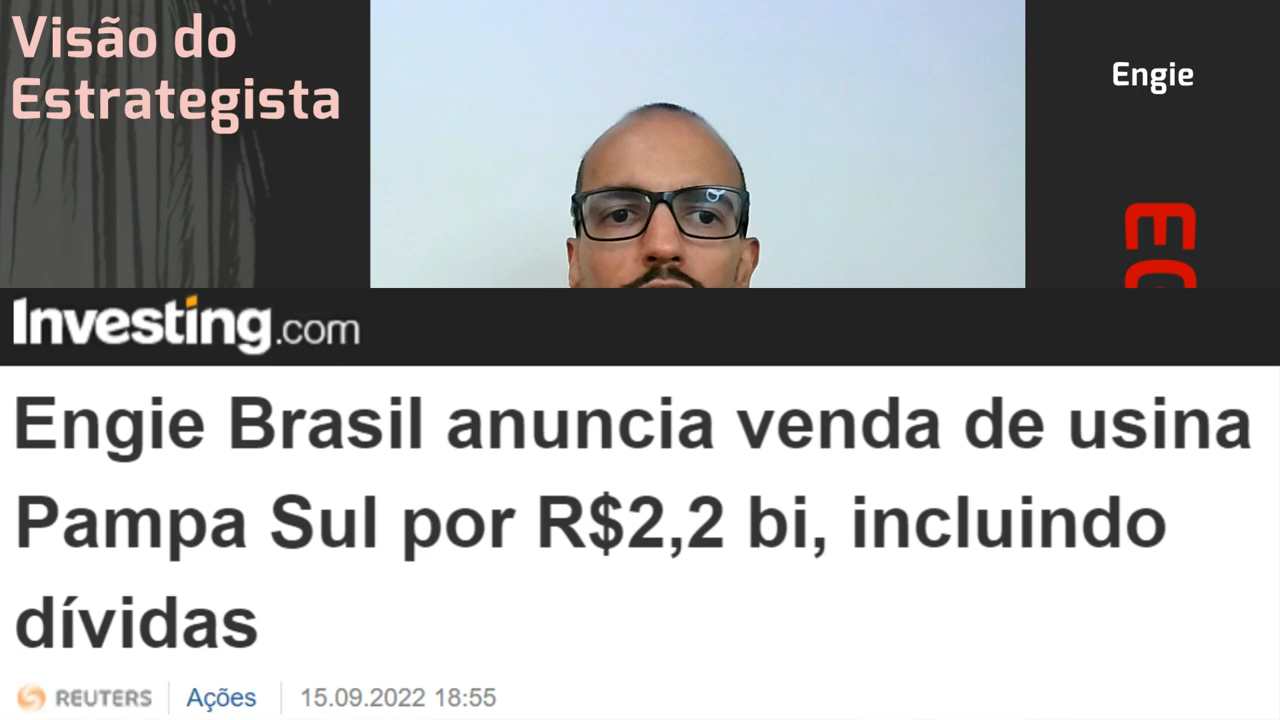 Visão do
Estrategista
Engie
Investing.com
Engie Brasil anuncia venda de usina
Pampa Sul por R$2,2 bi, incluindo
dívidas
REUTERS
Ações
15.09.2022 18:55